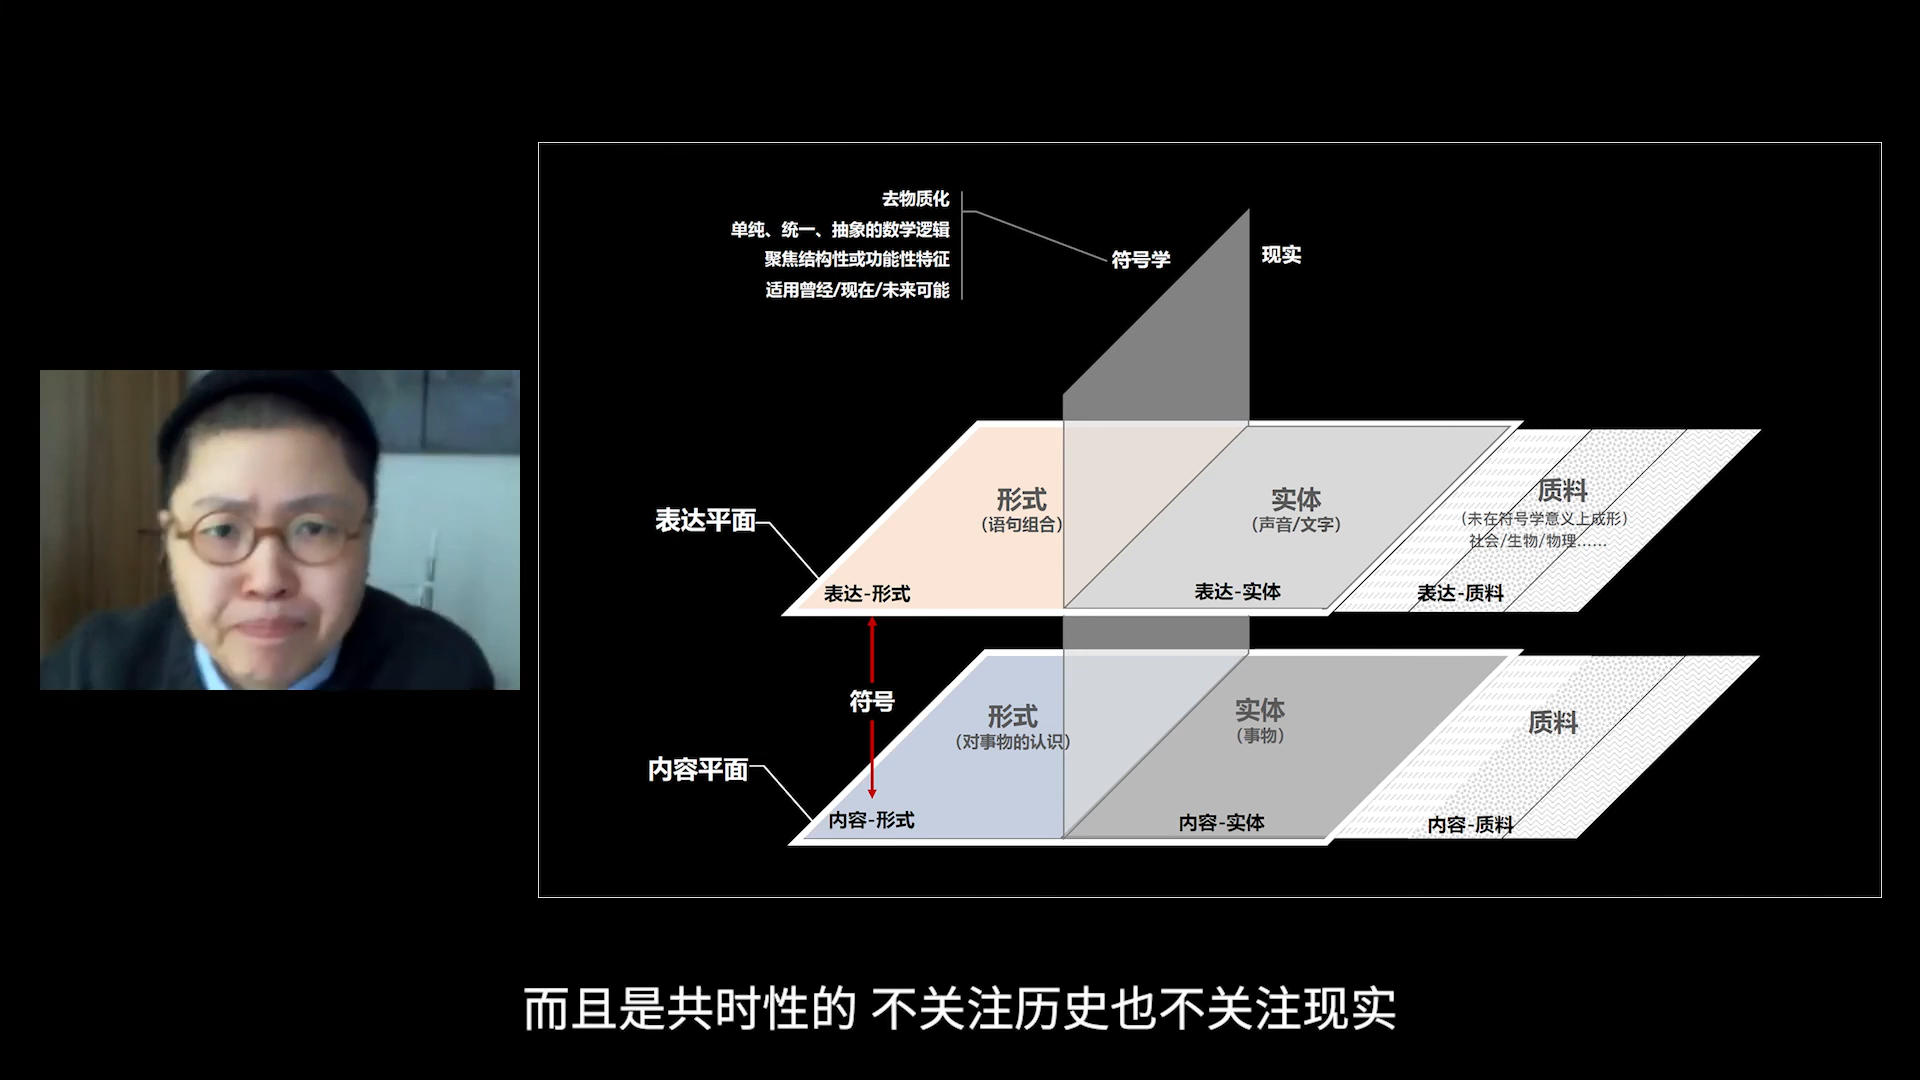 去物质化
单纯、统一、抽象的数学逻辑
聚焦结构性或功能性特征
适用曾经/现在/未来可能
符号学
现实
表达平面
形式
(语句组合)
实体
(声音/文字)
质料
(未在符号学意义上成形)
社会/生物/物理……
表达-形式
表达-实体
表达-质料
符号
内容平面
形式
(对事物的认识)
实体
(事物)
质料
内容-形式
内容-实体
内容-质料
而且是共时性的 不关注历史也不关注现实